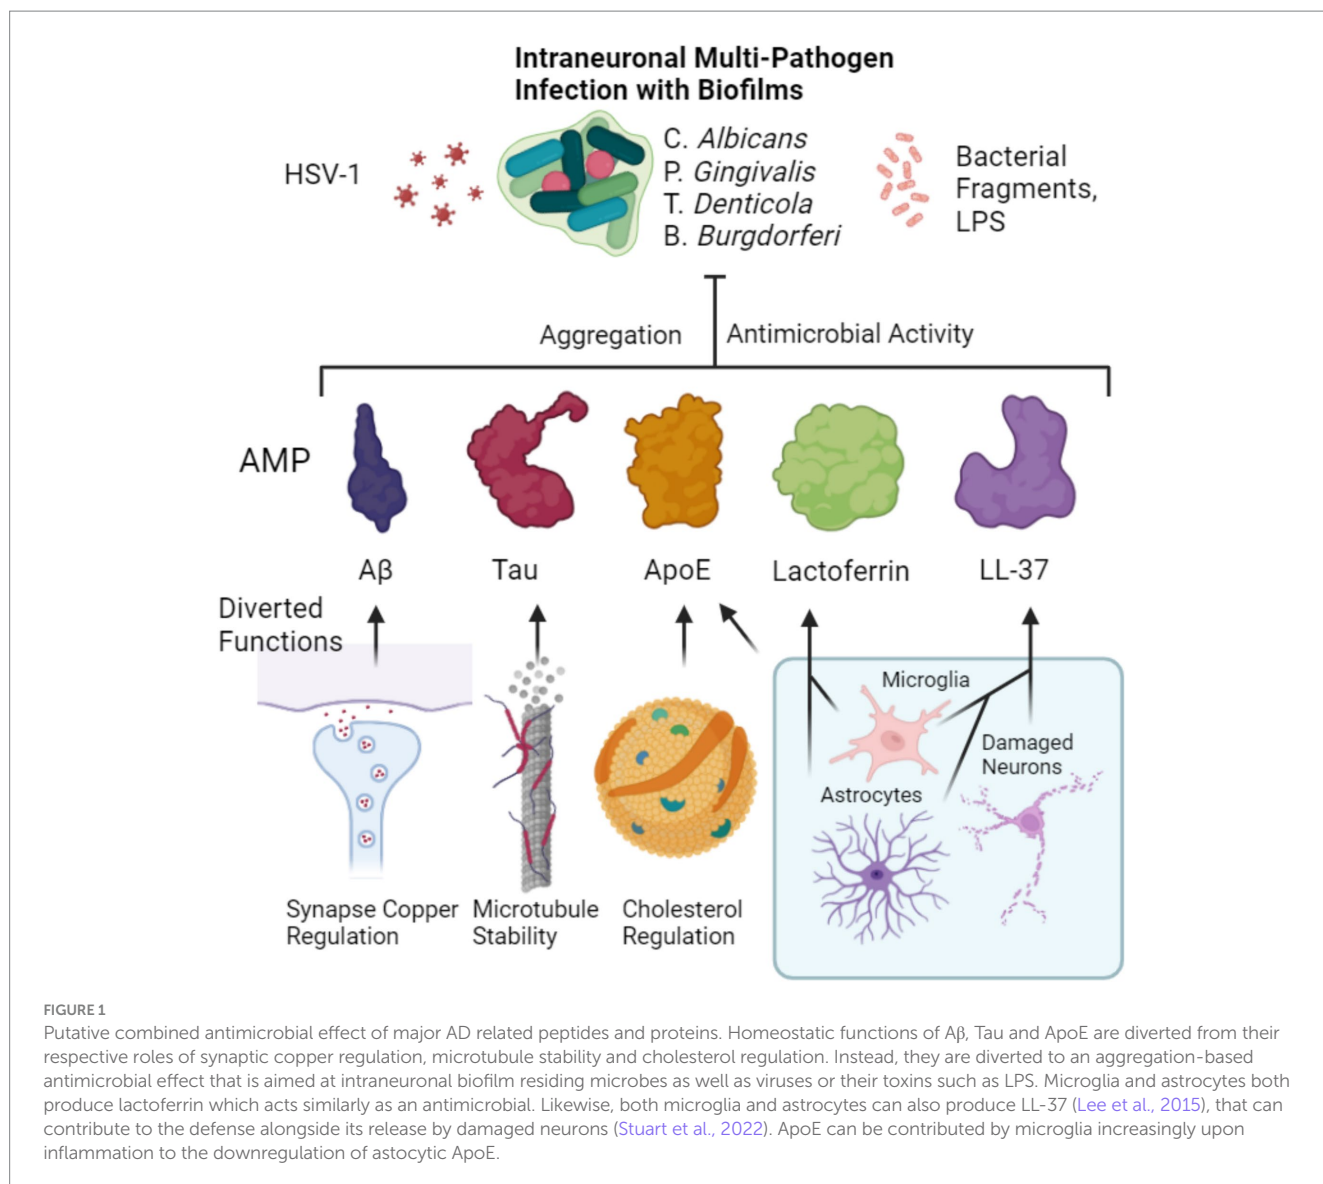 Intraneuronal Multi-Pathogen
Infection with Biofilms
HSV-1
C. Albicans
P. Gingivalis
T. Denticola
B. Burgdorferi
Bacterial
Fragments,
LPS
Aggregation
Antimicrobial Activity
AMP
Aβ
Tau
ApoE
Lactoferrin
LL-37
Diverted
Functions
Microglia
Damaged
Neurons
Astrocytes
Synapse Copper
Regulation
Microtubule
Stability
Cholesterol
Regulation
FIGURE 1
Putative combined antimicrobial effect of major AD related peptides and proteins. Homeostatic functions of Aβ, Tau and ApoE are diverted from their
respective roles of synaptic copper regulation, microtubule stability and cholesterol regulation. Instead, they are diverted to an aggregation-based
antimicrobial effect that is aimed at intraneuronal biofilm residing microbes as well as viruses or their toxins such as LPS. Microglia and astrocytes both
produce lactoferrin which acts similarly as an antimicrobial. Likewise, both microglia and astrocytes can also produce LL-37 (Lee et al., 2015), that can
contribute to the defense alongside its release by damaged neurons (Stuart et al., 2022). ApoE can be contributed by microglia increasingly upon
inflammation to the downregulation of astocytic ApoE.